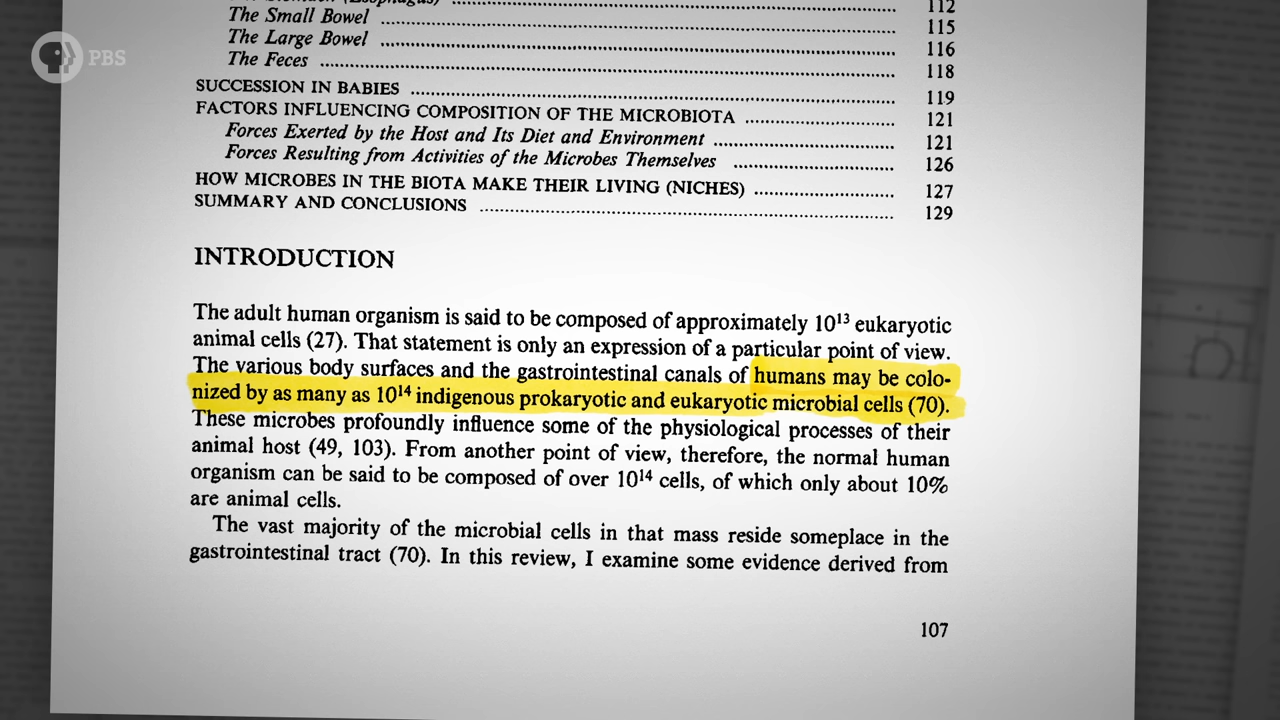 PBS
112
The Small Bowel ........ 115
The Large Bowel ........ 116
The Feces ........ 118
SUCCESSION IN BABIES ........ 119
FACTORS INFLUENCING COMPOSITION OF THE MICROBIOTA ........ 121
Forces Exerted by the Host and Its Diet and Environment ........ 121
Forces Resulting from Activities of the Microbes Themselves ........ 126
HOW MICROBES IN THE BIOTA MAKE THEIR LIVING (NICHES) ........ 127
SUMMARY AND CONCLUSIONS ........ 129
INTRODUCTION
The adult human organism is said to be composed of approximately 10¹³ eukaryotic
animal cells (27). That statement is only an expression of a particular point of view.
The various body surfaces and the gastrointestinal canals of humans may be colo-
nized by as many as 10¹⁴ indigenous prokaryotic and eukaryotic microbial cells (70).
These microbes profoundly influence some of the physiological processes of their
animal host (49, 103). From another point of view, therefore, the normal human
organism can be said to be composed of over 10¹⁴ cells, of which only about 10%
are animal cells.
The vast majority of the microbial cells in that mass reside someplace in the
gastrointestinal tract (70). In this review, I examine some evidence derived from
107